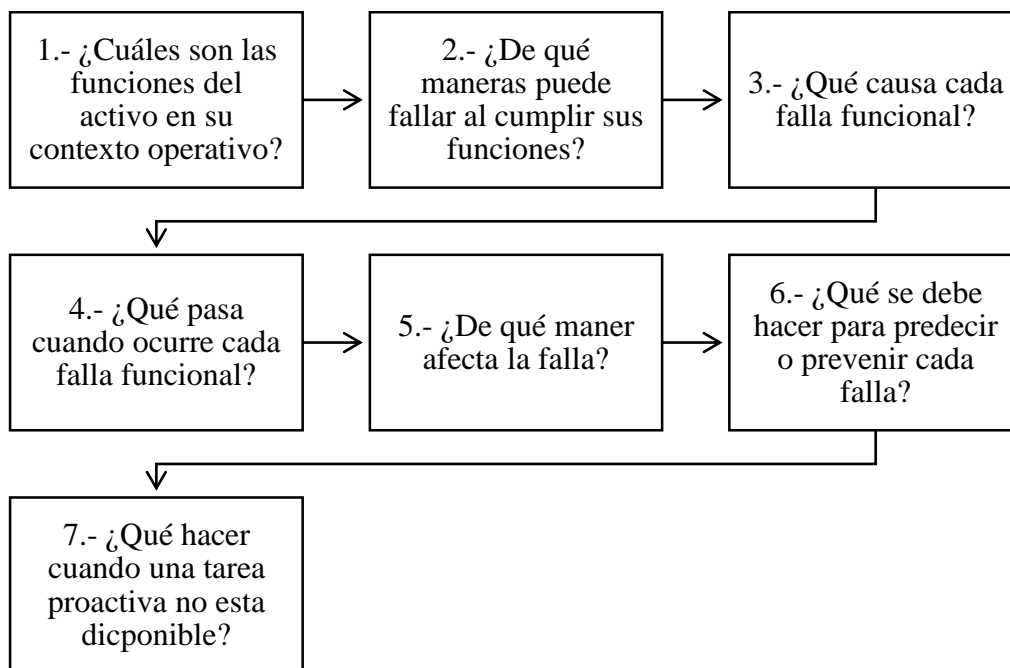 1.- ¿Cuáles son las
funciones del
activo en su
contexto operativo?
2.- ¿De qué
maneras puede
fallar al cumplir sus
funciones?
3.- ¿Qué causa cada
falla funcional?
4.- ¿Qué pasa
cuando ocurre cada
falla funcional?
5.- ¿De qué maner
afecta la falla?
6.- ¿Qué se debe
hacer para predecir
o prevenir cada
falla?
7.- ¿Qué hacer
cuando una tarea
proactiva no esta
dicponible?